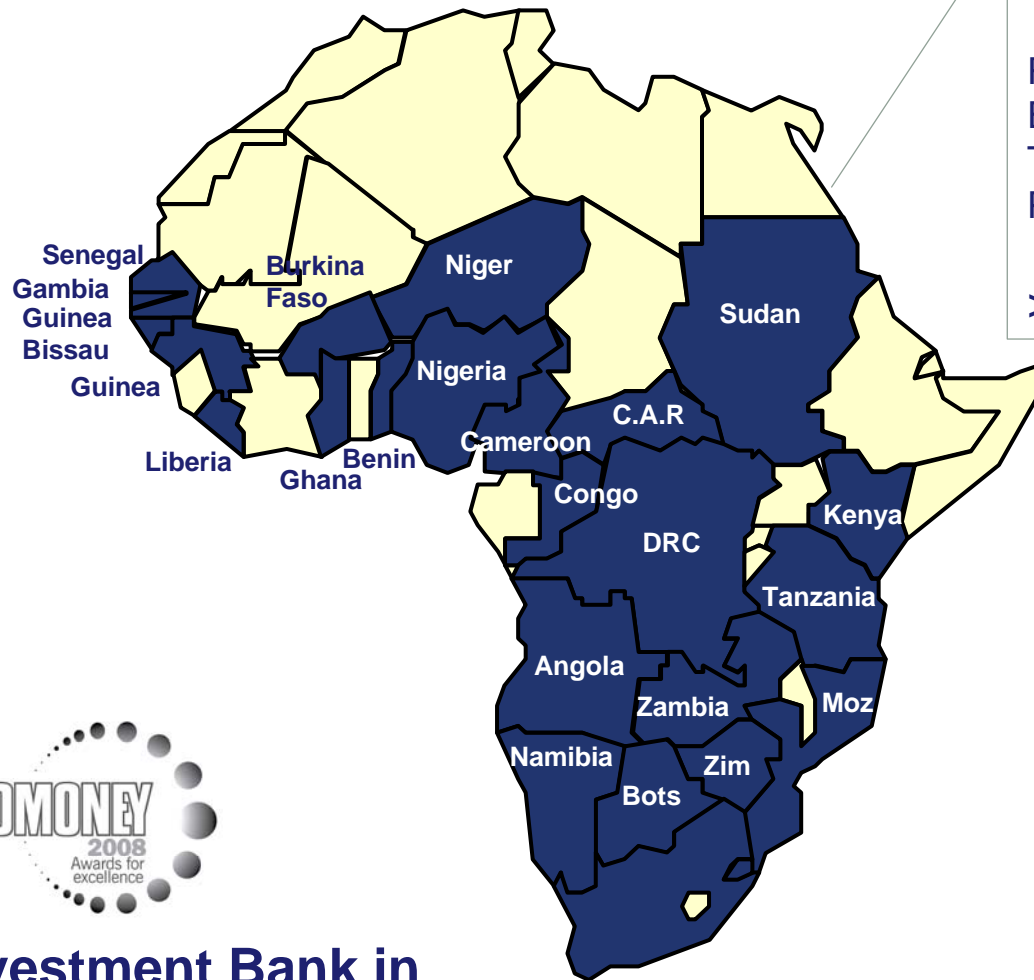 Senegal
Gambia
Guinea
Bissau
Guinea
Liberia
Ghana
Benin
Burkina
Faso
Niger
Nigeria
Cameroon
C.A.R
Sudan
Congo
DRC
Kenya
Tanzania
Angola
Zambia
Moz
Namibia
Zim
Bots
OMONEY
2008
Awards for
excellence
vestment Bank in